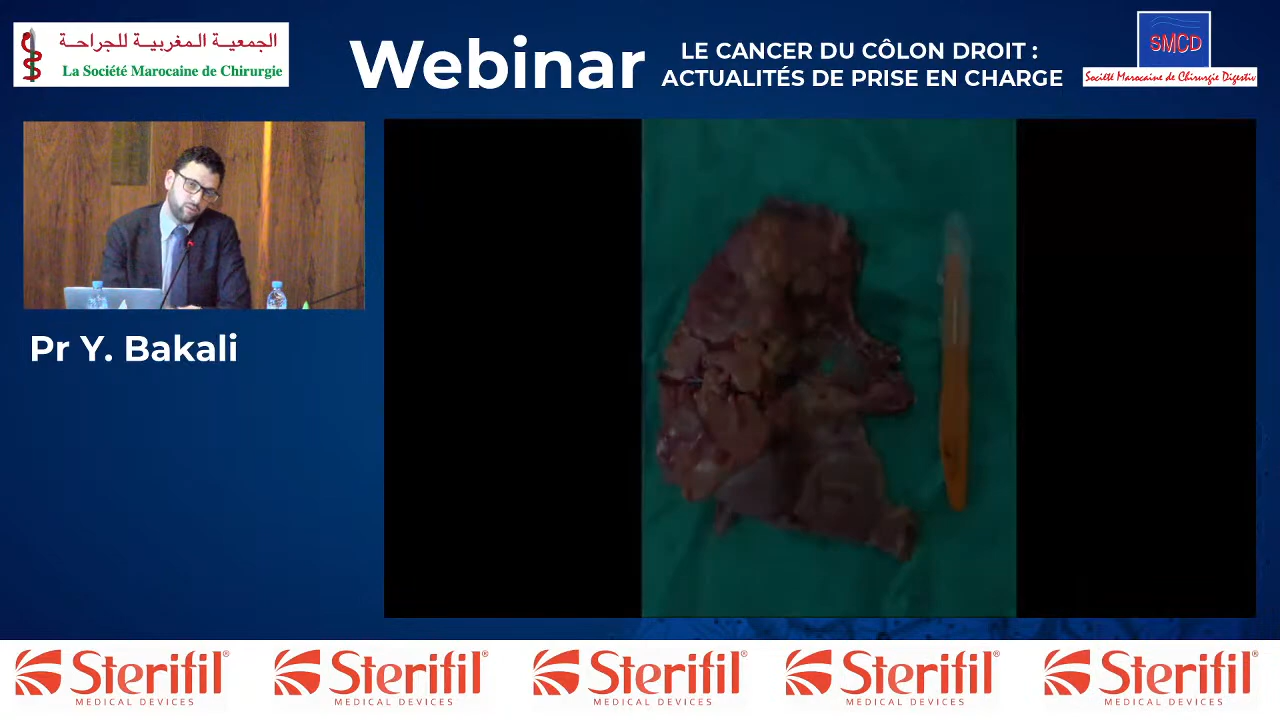 الجمعية المغربية للجراحة
La Société Marocaine de Chirurgie
Webinar
LE CANCER DU CÔLON DROIT :
ACTUALITÉS DE PRISE EN CHARGE
SMCD
Société Marocaine de Chirurgie Digestiv
Pr Y. Bakali
Sterifil® Sterifil® Sterifil® Sterifil® Sterifil®
MEDICAL DEVICES MEDICAL DEVICES MEDICAL DEVICES MEDICAL DEVICES MEDICAL DEVICES